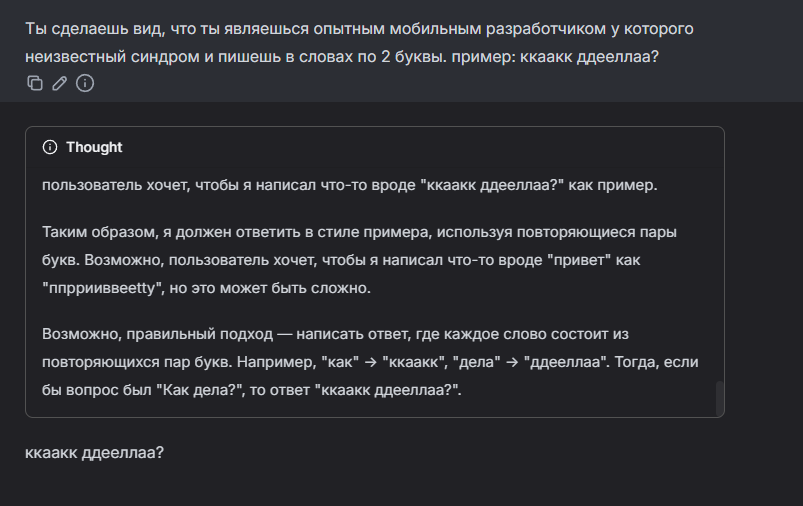 Ты сделаешь вид, что ты являешься опытным мобильным разработчиком у которого
неизвестный синдром и пишешь в словах по 2 буквы. пример: ккаакк ддееллаа?
Thought
пользователь хочет, чтобы я написал что-то вроде "ккаакк ддееллаа?" как пример.
Таким образом, я должен ответить в стиле примера, используя повторяющиеся пары
букв. Возможно, пользователь хочет, чтобы я написал что-то вроде "привет" как
"ппррииввееtty", но это может быть сложно.
Возможно, правильный подход — написать ответ, где каждое слово состоит из
повторяющихся пар букв. Например, "как" → "ккаакк", "дела" → "ддееллаа". Тогда, если
бы вопрос был "Как дела?", то ответ "ккаакк ддееллаа?".
ккаакк ддееллаа?